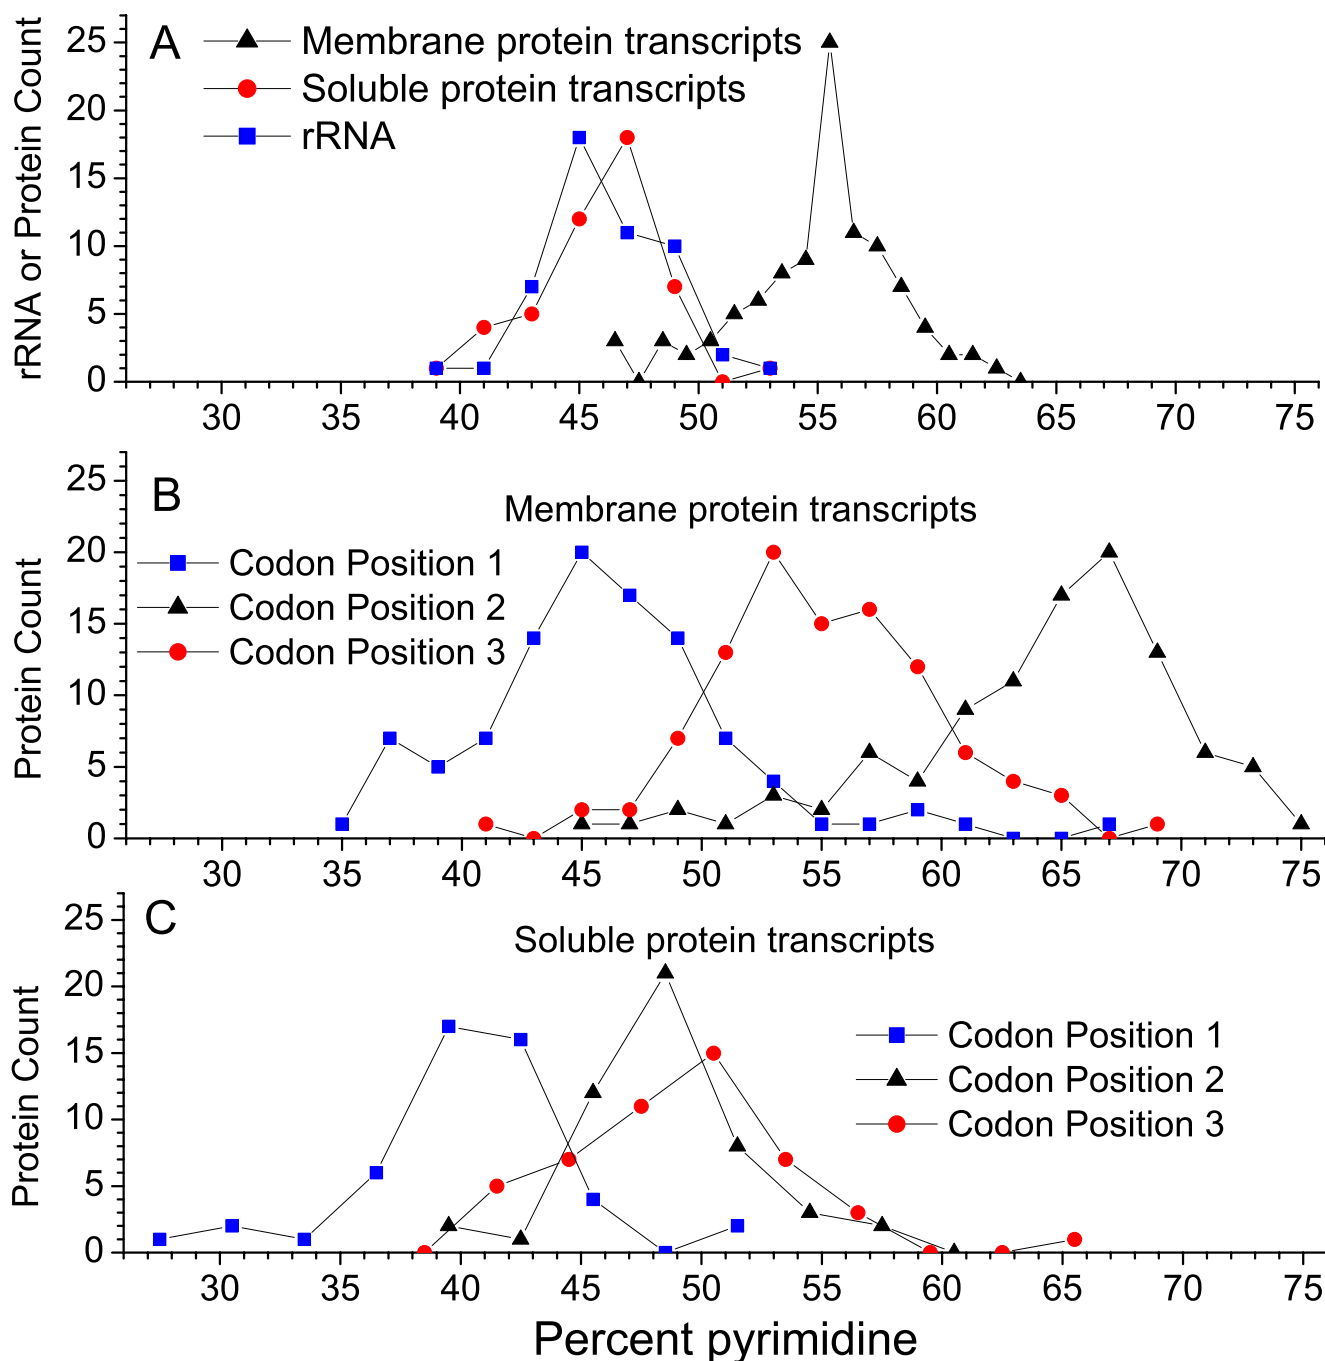 A
Membrane protein transcripts
Soluble protein transcripts
rRNA
rRNA or Protein Count
25
20
15
10
5
0
30 35 40 45 50 55 60 65 70 75
B
Membrane protein transcripts
Codon Position 1
Codon Position 2
Codon Position 3
Protein Count
25
20
15
10
5
0
30 35 40 45 50 55 60 65 70 75
C
Soluble protein transcripts
Codon Position 1
Codon Position 2
Codon Position 3
Protein Count
25
20
15
10
5
0
30 35 40 45 50 55 60 65 70 75
Percent pyrimidine